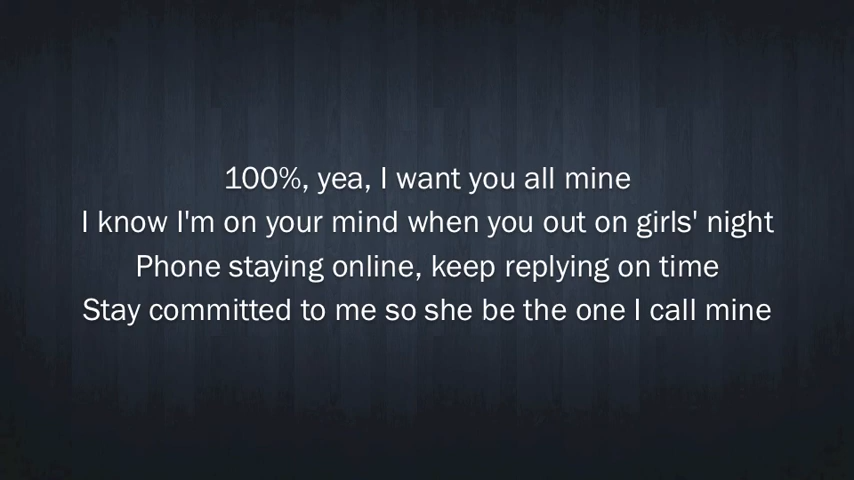 100%, yea, I want you all mine
I know I'm on your mind when you out on girls' night
Phone staying online, keep replying on time
Stay committed to me so she be the one I call mine